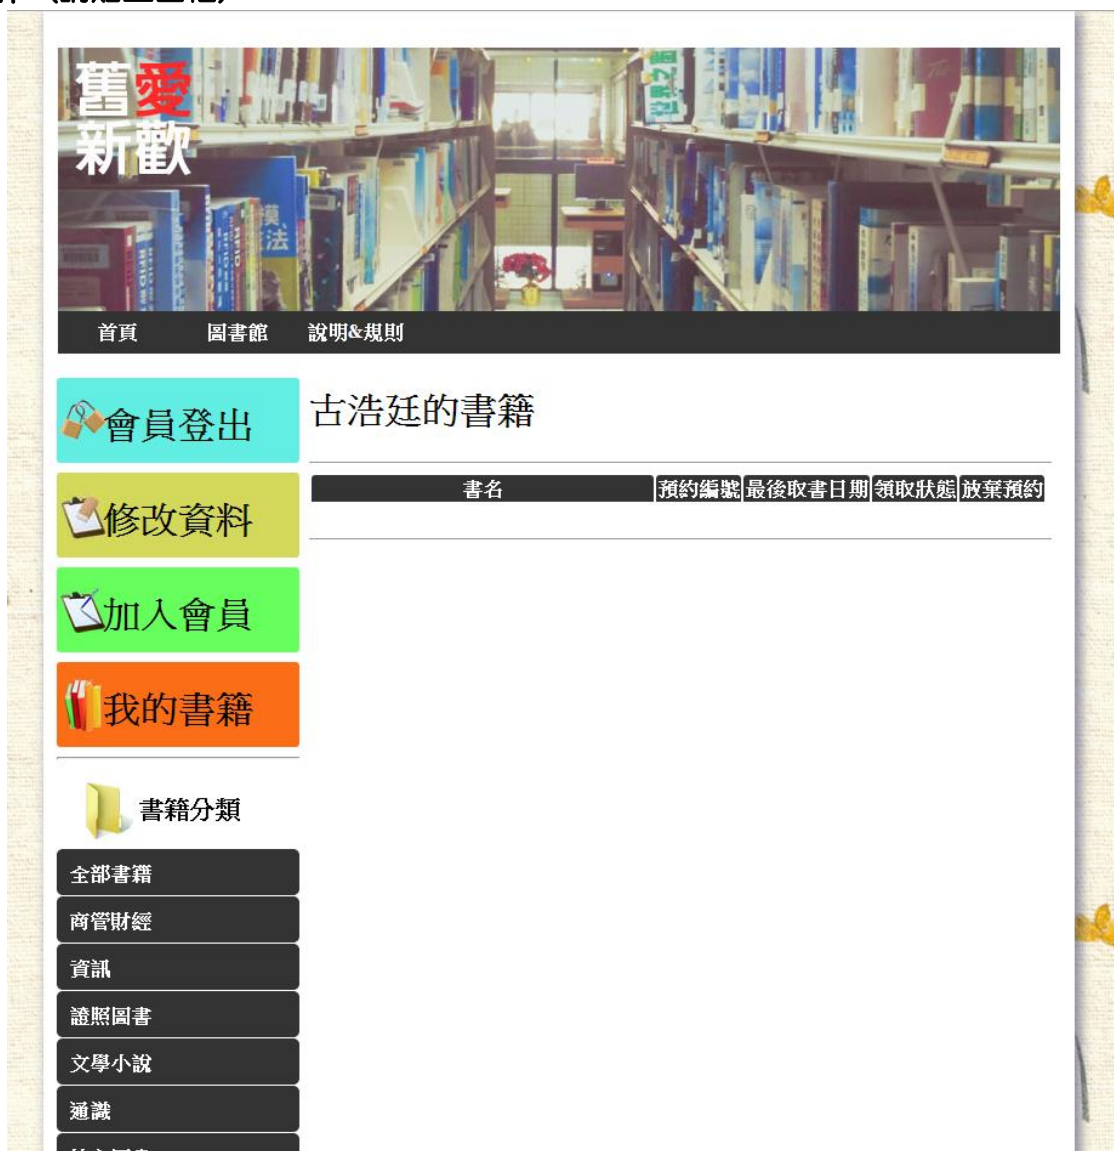 舊愛
新歡
世界之窗
首頁 圖書館 說明&規則
會員登出
修改資料
加入會員
我的書籍
古浩廷的書籍
書名 預約編號 最後取書日期 領取狀態 放棄預約
書籍分類
全部書籍
商管財經
資訊
證照圖書
文學小說
通識